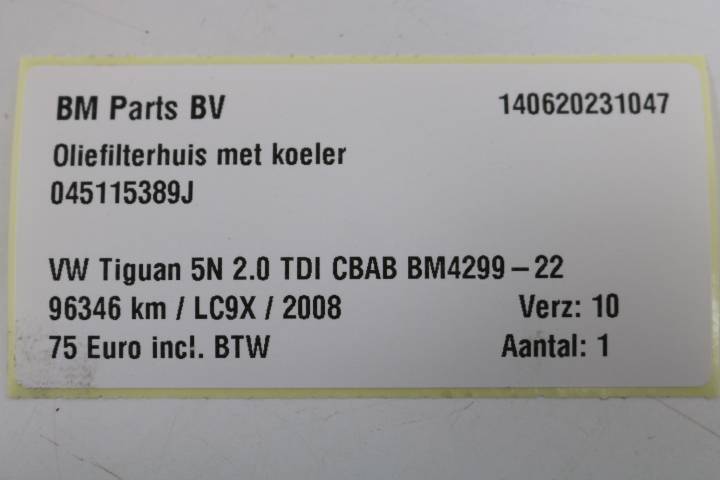 BM Parts BV 140620231047
Oliefilterhuis met koeler
045115389J
VW Tiguan 5N 2.0 TDI CBAB BM4299 – 22
96346 km / LC9X / 2008 Verz: 10
75 Euro incl. BTW Aantal: 1